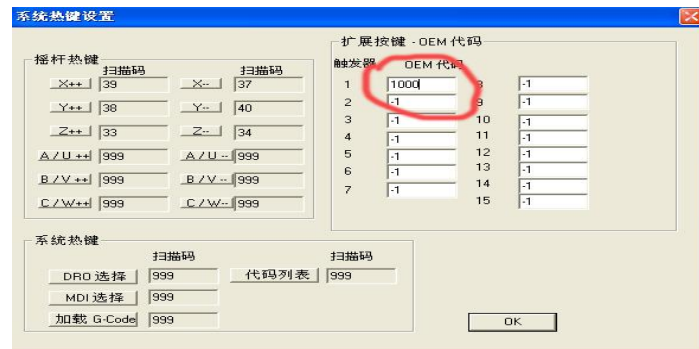 系统热键设置
摇杆热键
扫描码 扫描码
X++ 39 X-- 37
Y++ 38 Y-- 40
Z++ 33 Z-- 34
A/U ++ 999 A/U -- 999
B/V ++ 999 B/V -- 999
C/W++ 999 C/W-- 999
扩展按键 - OEM 代码
触发器 OEM 代码
1 1000 8 -1
2 -1 9 -1
3 -1 10 -1
4 -1 11 -1
5 -1 12 -1
6 -1 13 -1
7 -1 14 -1
15 -1
系统热键
扫描码 扫描码
DRO 选择 999 代码列表 999
MDI 选择 999
加载 G-Code 999
OK